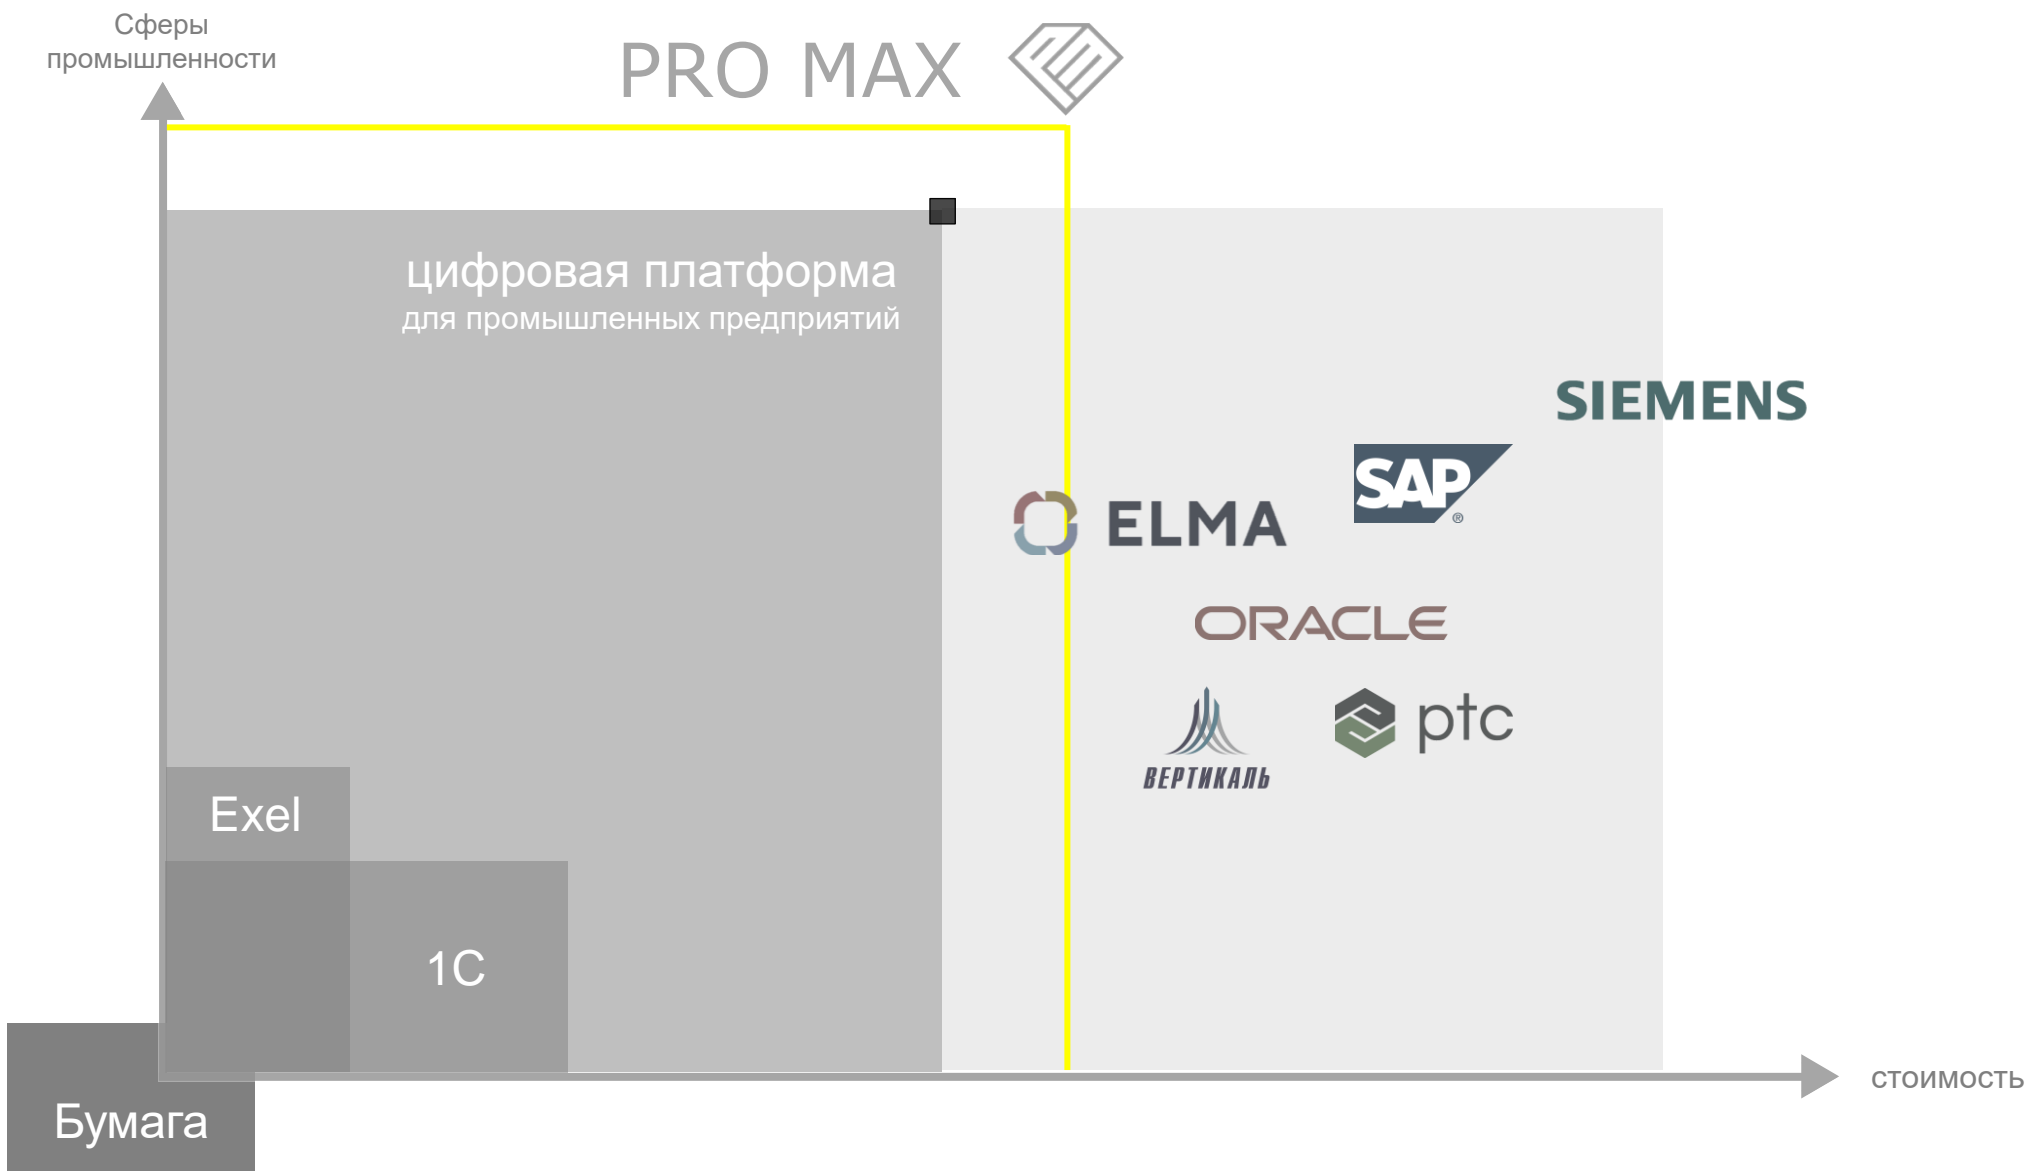 Сферы
промышленности
PRO MAX
цифровая платформа
для промышленных предприятий
SIEMENS
SAP
®
ELMA
ORACLE
ВЕРТИКАЛЬ
ptc
Exel
1C
стоимость
Бумага